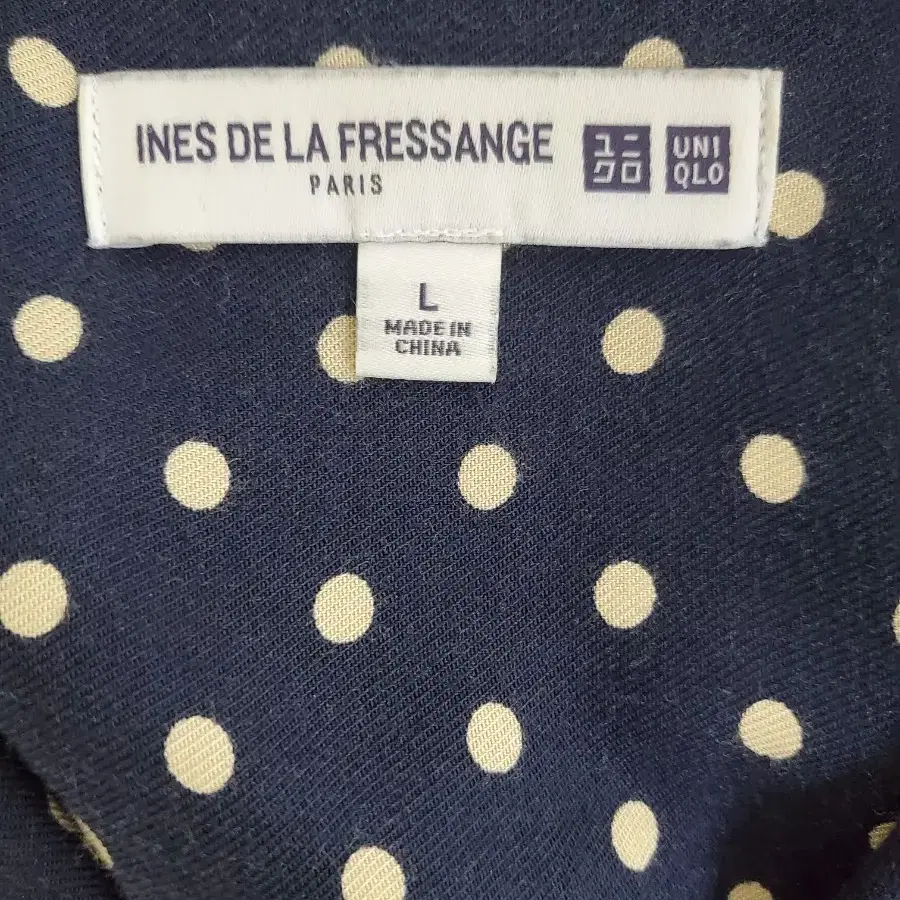 INES DE LA FRESSANGE
PARIS
ユニ
クロ
UNI
QLO
L
MADE IN
CHINA